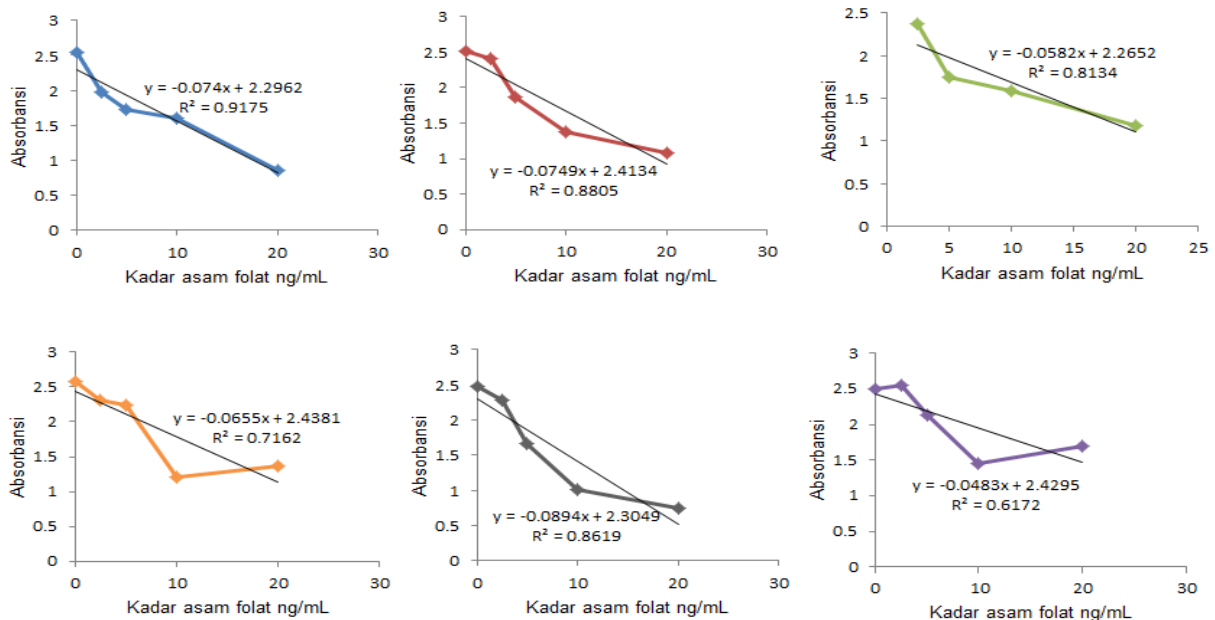 3
2.5
2
1.5
1
0.5
0
0
10
20
30
Absorbansi
Kadar asam folat ng/mL
y = -0.074x + 2.2962
R² = 0.9175
3
2.5
2
1.5
1
0.5
0
0
10
20
30
Absorbansi
Kadar asam folat ng/mL
y = -0.0749x + 2.4134
R² = 0.8805
2.5
2
1.5
1
0.5
0
0
5
10
15
20
25
Absorbansi
Kadar asam folat ng/mL
y = -0.0582x + 2.2652
R² = 0.8134
3
2.5
2
1.5
1
0.5
0
0
10
20
30
Absorbansi
Kadar asam folat ng/mL
y = -0.0655x + 2.4381
R² = 0.7162
3
2.5
2
1.5
1
0.5
0
0
10
20
30
Absorbansi
Kadar asam folat ng/mL
y = -0.0894x + 2.3049
R² = 0.8619
3
2.5
2
1.5
1
0.5
0
0
10
20
30
Absorbansi
Kadar asam folat ng/mL
y = -0.0483x + 2.4295
R² = 0.6172